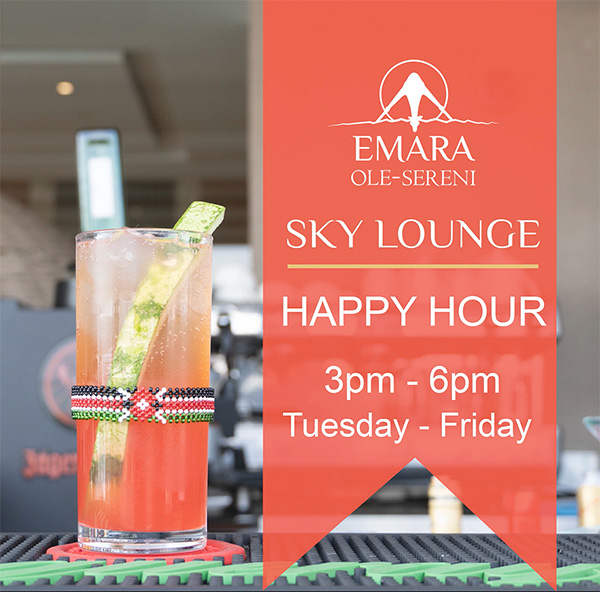 EMARA
OLE-SERENI
SKY LOUNGE
HAPPY HOUR
3pm - 6pm
Tuesday - Friday